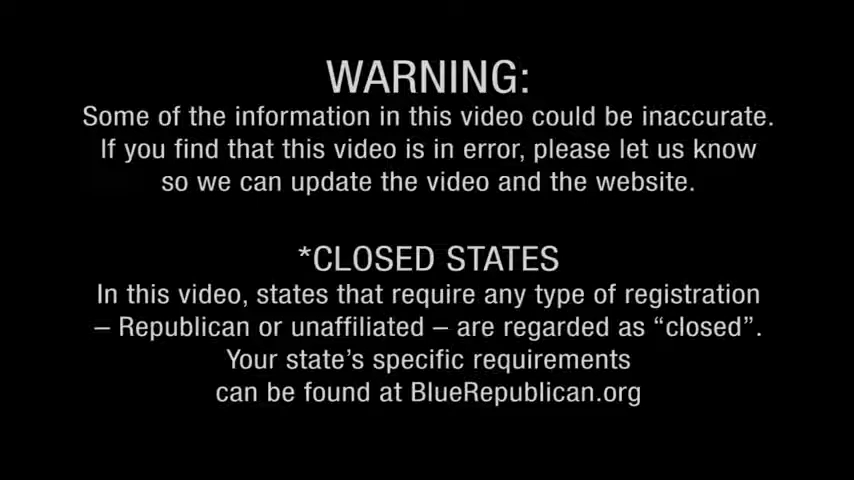 WARNING:
Some of the information in this video could be inaccurate.
If you find that this video is in error, please let us know
so we can update the video and the website.
*CLOSED STATES
In this video, states that require any type of registration
– Republican or unaffiliated – are regarded as “closed”.
Your state’s specific requirements
can be found at BlueRepublican.org